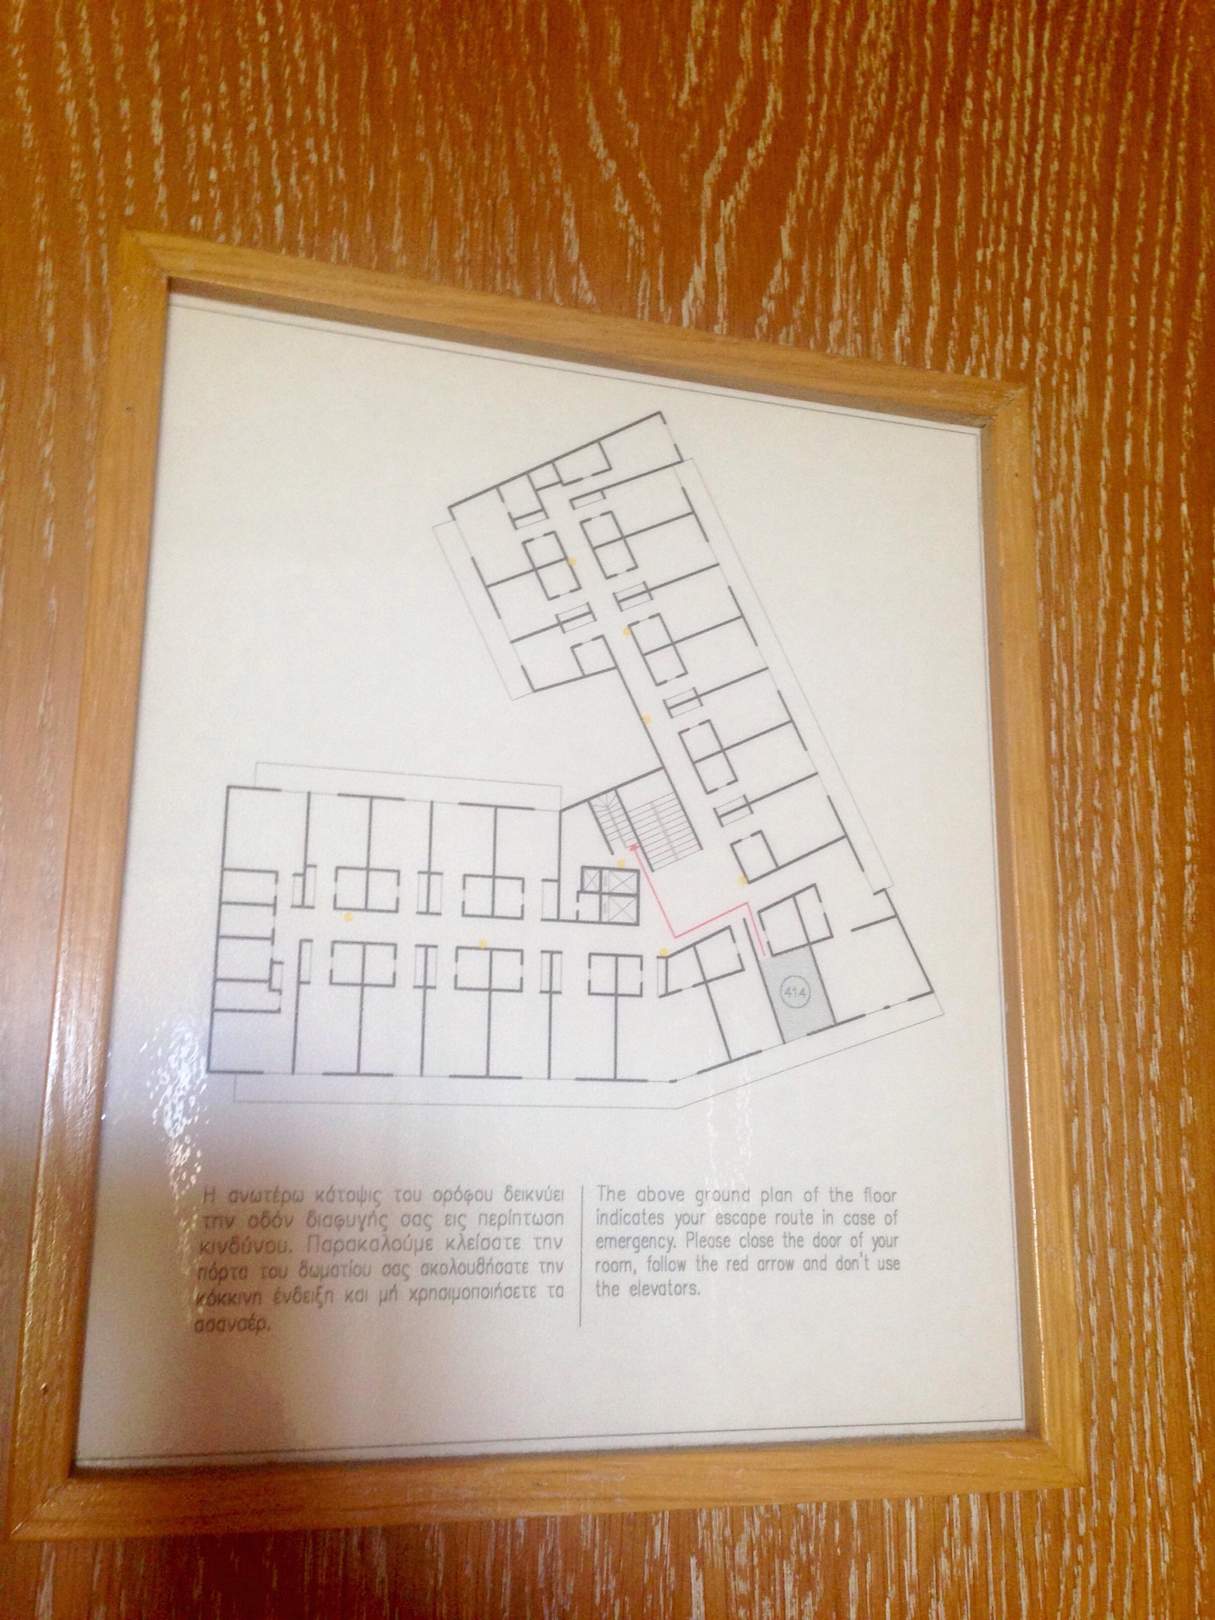 414
Η ανωτέρω κάτοψις του ορόφου δεικνύει
την οδόν διαφυγής σας εις περίπτωση
κινδύνου. Παρακαλούμε κλείσατε την
πόρτα του δωματίου σας ακολουθήσατε την
κόκκινη ένδειξη και μή χρησιμοποιήσετε τα
ασανσέρ.
The above ground plan of the floor
indicates your escape route in case of
emergency. Please close the door of your
room, follow the red arrow and don't use
the elevators.